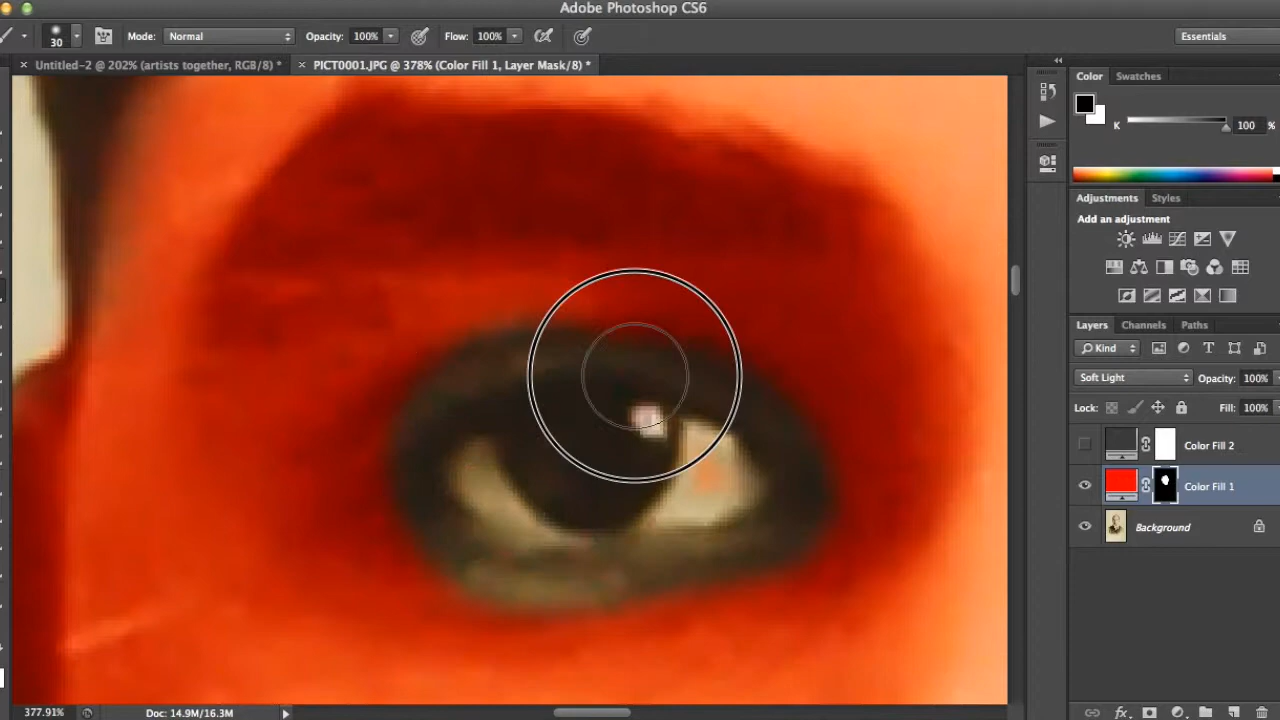 Adobe Photoshop CS6
30 Mode: Normal Opacity: 100% Flow: 100% Essentials
× Untitled-2 @ 202% (artists together, RGB/8) * × PICT0001.JPG @ 378% (Color Fill 1, Layer Mask/8) *
Color Swatches
K 100 %
Adjustments Styles
Add an adjustment
Layers Channels Paths
Kind
Soft Light Opacity: 100%
Lock: Fill: 100%
Color Fill 2
Color Fill 1
Background
377.91% Doc: 14.9M/16.3M
fx